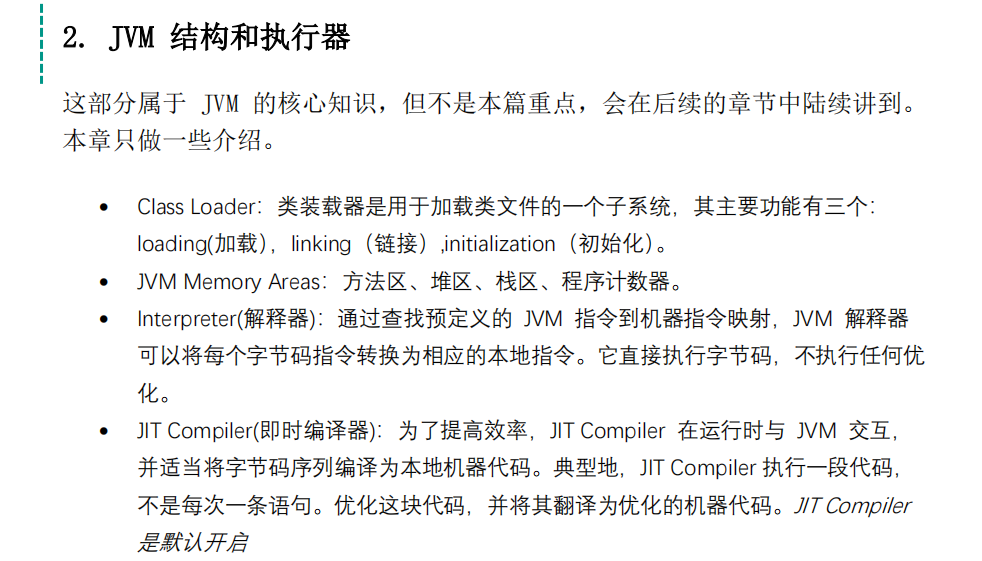 2. JVM 结构和执行器
这部分属于 JVM 的核心知识，但不是本篇重点，会在后续的章节中陆续讲到。
本章只做一些介绍。
• Class Loader：类装载器是用于加载类文件的一个子系统，其主要功能有三个：
loading(加载），linking（链接）,initialization（初始化）。
• JVM Memory Areas：方法区、堆区、栈区、程序计数器。
• Interpreter(解释器)：通过查找预定义的 JVM 指令到机器指令映射，JVM 解释器
可以将每个字节码指令转换为相应的本地指令。它直接执行字节码，不执行任何优
化。
• JIT Compiler(即时编译器)：为了提高效率，JIT Compiler 在运行时与 JVM 交互，
并适当将字节码序列编译为本地机器代码。典型地，JIT Compiler 执行一段代码，
不是每次一条语句。优化这块代码，并将其翻译为优化的机器代码。JIT Compiler
是默认开启